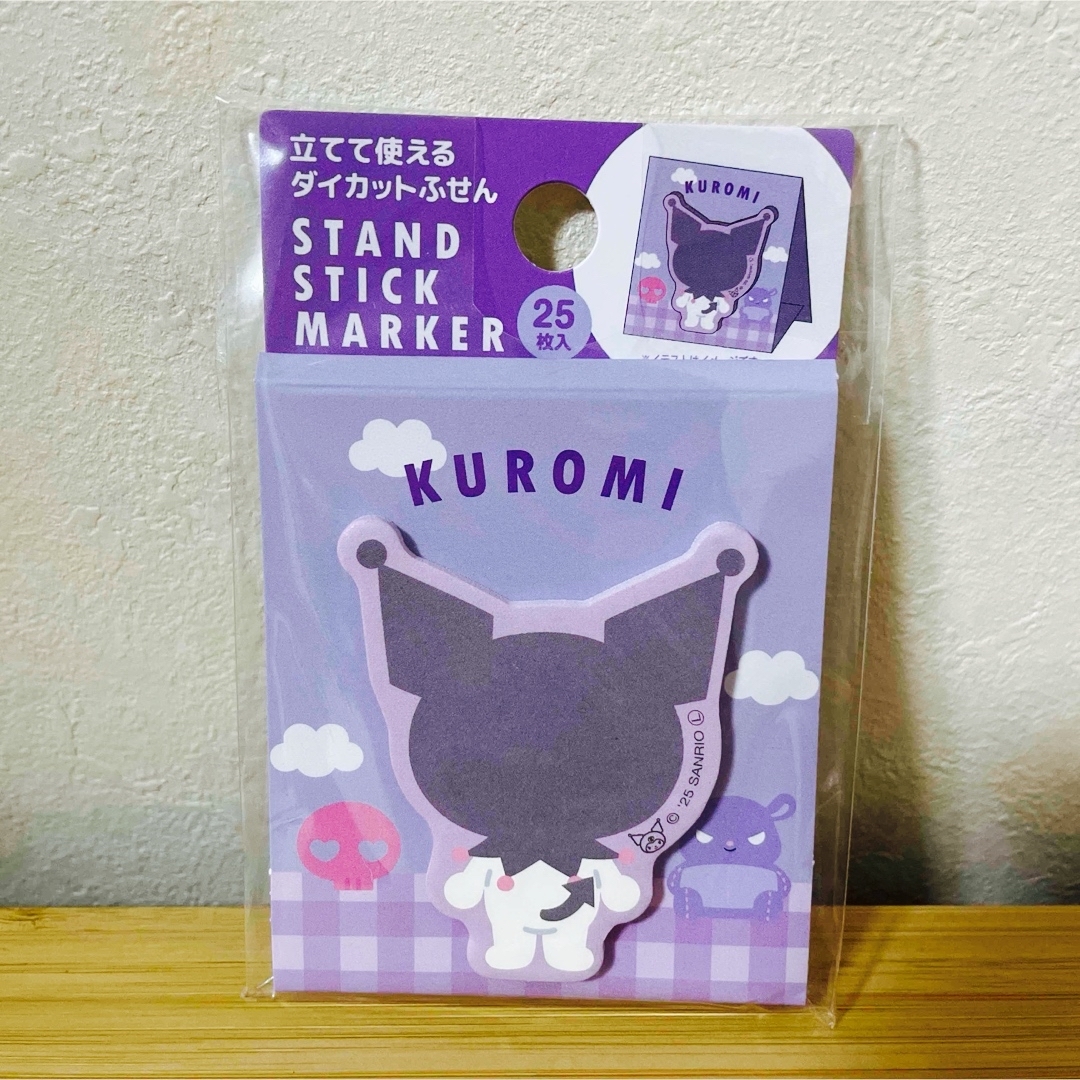 立てて使える
ダイカットふせん
STAND
STICK
MARKER
25
枚入
KUROMI
KUROMI
© '25 SANRIO Ⓛ